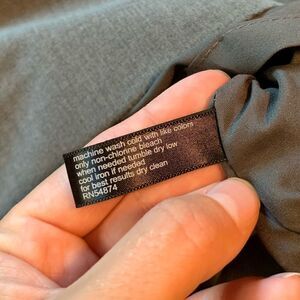 machine wash cold with like colors
only non-chlorine bleach
when needed tumble dry low
cool iron if needed
for best results dry clean
RN54874